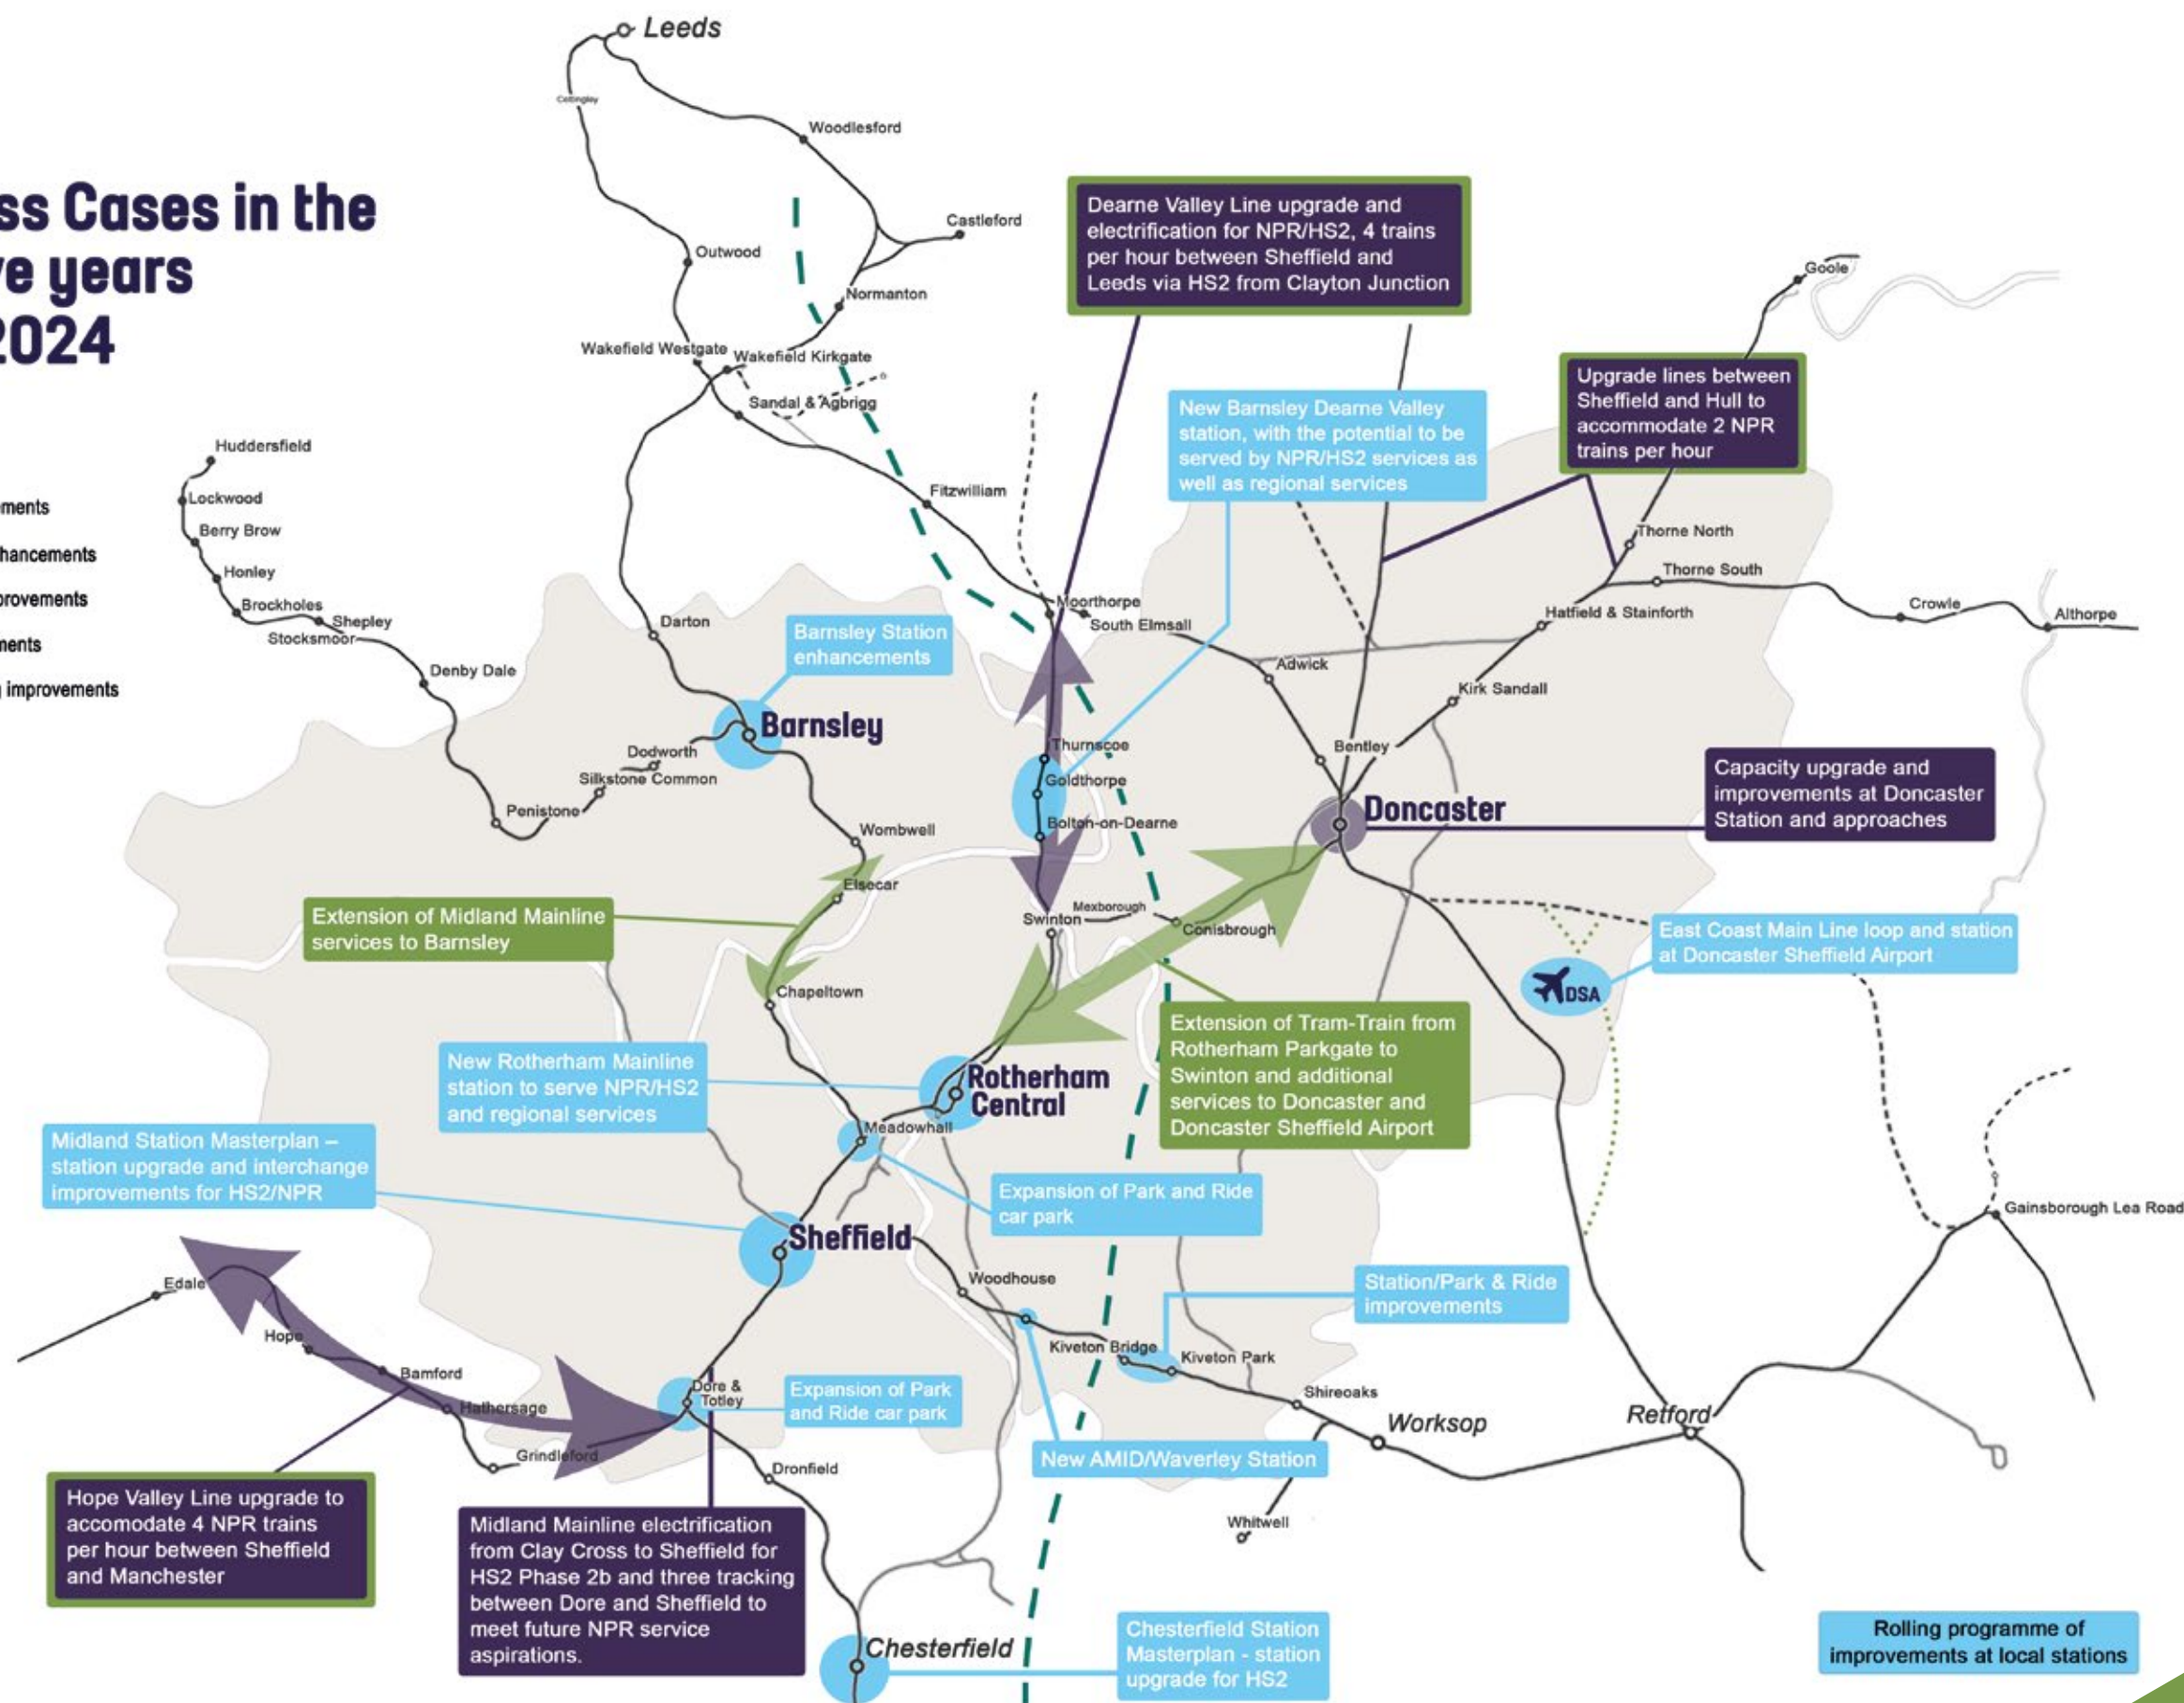 Leeds
Cottingley
Woodlesford
ss Cases in the
ve years
2024
Castleford
Outwood
Normanton
Dearne Valley Line upgrade and
electrification for NPR/HS2, 4 trains
per hour between Sheffield and
Leeds via HS2 from Clayton Junction
Goole
Wakefield Westgate
Wakefield Kirkgate
Sandal & Agbrigg
Upgrade lines between
Sheffield and Hull to
accommodate 2 NPR
trains per hour
New Barnsley Dearne Valley
station, with the potential to be
served by NPR/HS2 services as
well as regional services
Huddersfield
Lockwood
Berry Brow
Honley
Brockholes
Shepley
Stocksmoor
Denby Dale
ments
hancements
provements
ments
improvements
Fitzwilliam
Thorne North
Thorne South
Crowle
Althorpe
Hatfield & Stainforth
Moorthorpe
South Elmsall
Darton
Barnsley Station
enhancements
Adwick
Kirk Sandall
Barnsley
Dodworth
Silkstone Common
Penistone
Thurnscoe
Goldthorpe
Bolton-on-Dearne
Bentley
Doncaster
Capacity upgrade and
improvements at Doncaster
Station and approaches
Wombwell
Elsecar
Extension of Midland Mainline
services to Barnsley
Swinton
Mexborough
Conisbrough
East Coast Main Line loop and station
at Doncaster Sheffield Airport
DSA
Chapeltown
Extension of Tram-Train from
Rotherham Parkgate to
Swinton and additional
services to Doncaster and
Doncaster Sheffield Airport
New Rotherham Mainline
station to serve NPR/HS2
and regional services
Rotherham
Central
Meadowhall
Midland Station Masterplan –
station upgrade and interchange
improvements for HS2/NPR
Expansion of Park and Ride
car park
Gainsborough Lea Road
Sheffield
Woodhouse
Station/Park & Ride
improvements
Edale
Hope
Bamford
Hathersage
Grindleford
Kiveton Bridge
Kiveton Park
Shireoaks
Worksop
Retford
Dore &
Totley
Expansion of Park
and Ride car park
New AMID/Waverley Station
Dronfield
Whitwell
Hope Valley Line upgrade to
accomodate 4 NPR trains
per hour between Sheffield
and Manchester
Midland Mainline electrification
from Clay Cross to Sheffield for
HS2 Phase 2b and three tracking
between Dore and Sheffield to
meet future NPR service
aspirations.
Chesterfield
Chesterfield Station
Masterplan - station
upgrade for HS2
Rolling programme of
improvements at local stations